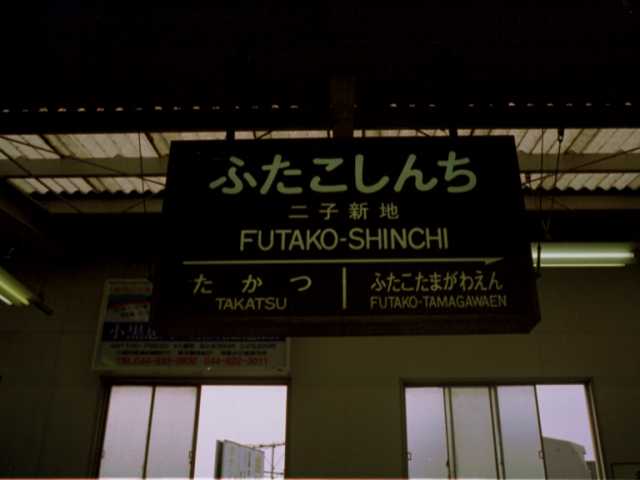 ふたこしんち
二子新地
FUTAKO-SHINCHI
たかつ
TAKATSU
ふたこたまがわえん
FUTAKO-TAMAGAWAEN